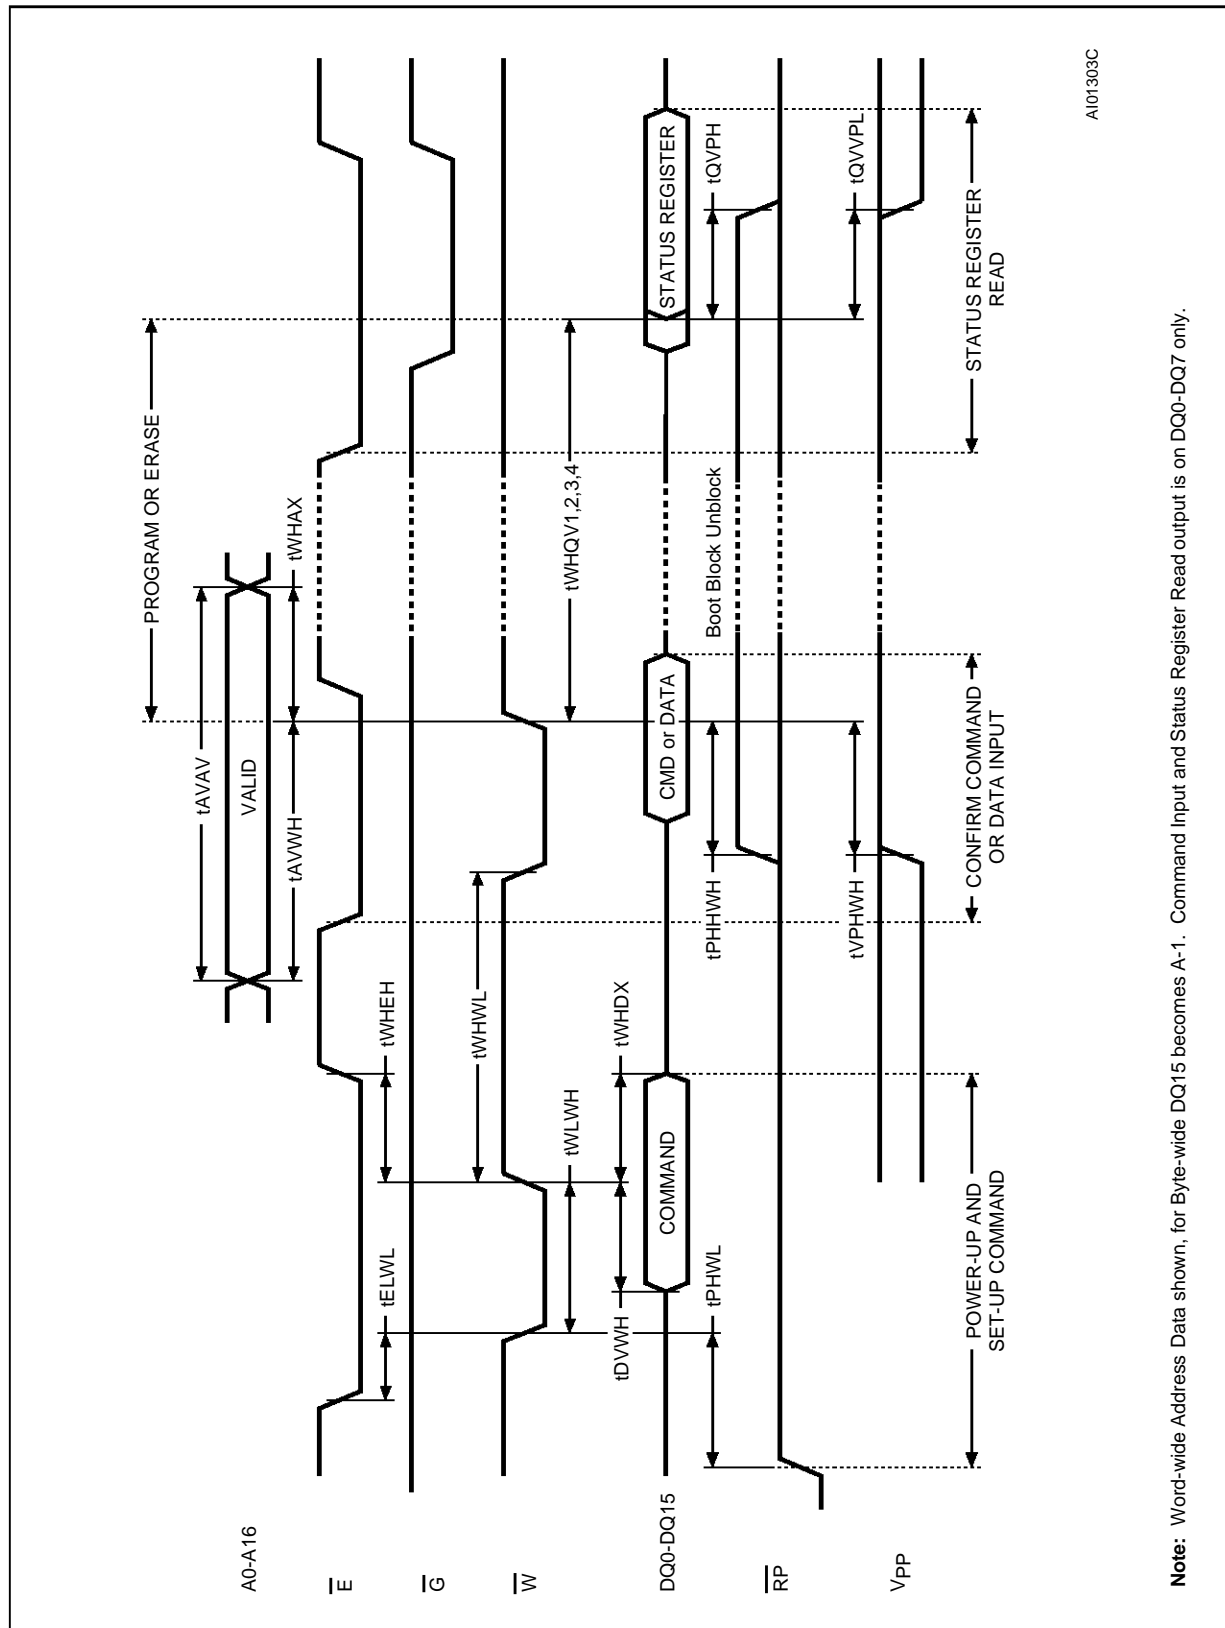 PROGRAM OR ERASE
tAVAV
A0-A16
VALID
tAVWH
tWHAX
E
tELWL
tWHEH
G
tWHWL
W
tWLWH
tWHQV1,2,3,4
tDVWH
tWHDX
DQ0-DQ15
COMMAND
CMD or DATA
STATUS REGISTER
tPHWL
tPHHWH
Boot Block Unblock
tQVPH
RP
tVPHWH
tQVVPL
VPP
POWER-UP AND
SET-UP COMMAND
CONFIRM COMMAND
OR DATA INPUT
STATUS REGISTER
READ
AI01303C
Note: Word-wide Address Data shown, for Byte-wide DQ15 becomes A-1. Command Input and Status Register Read output is on DQ0-DQ7 only.